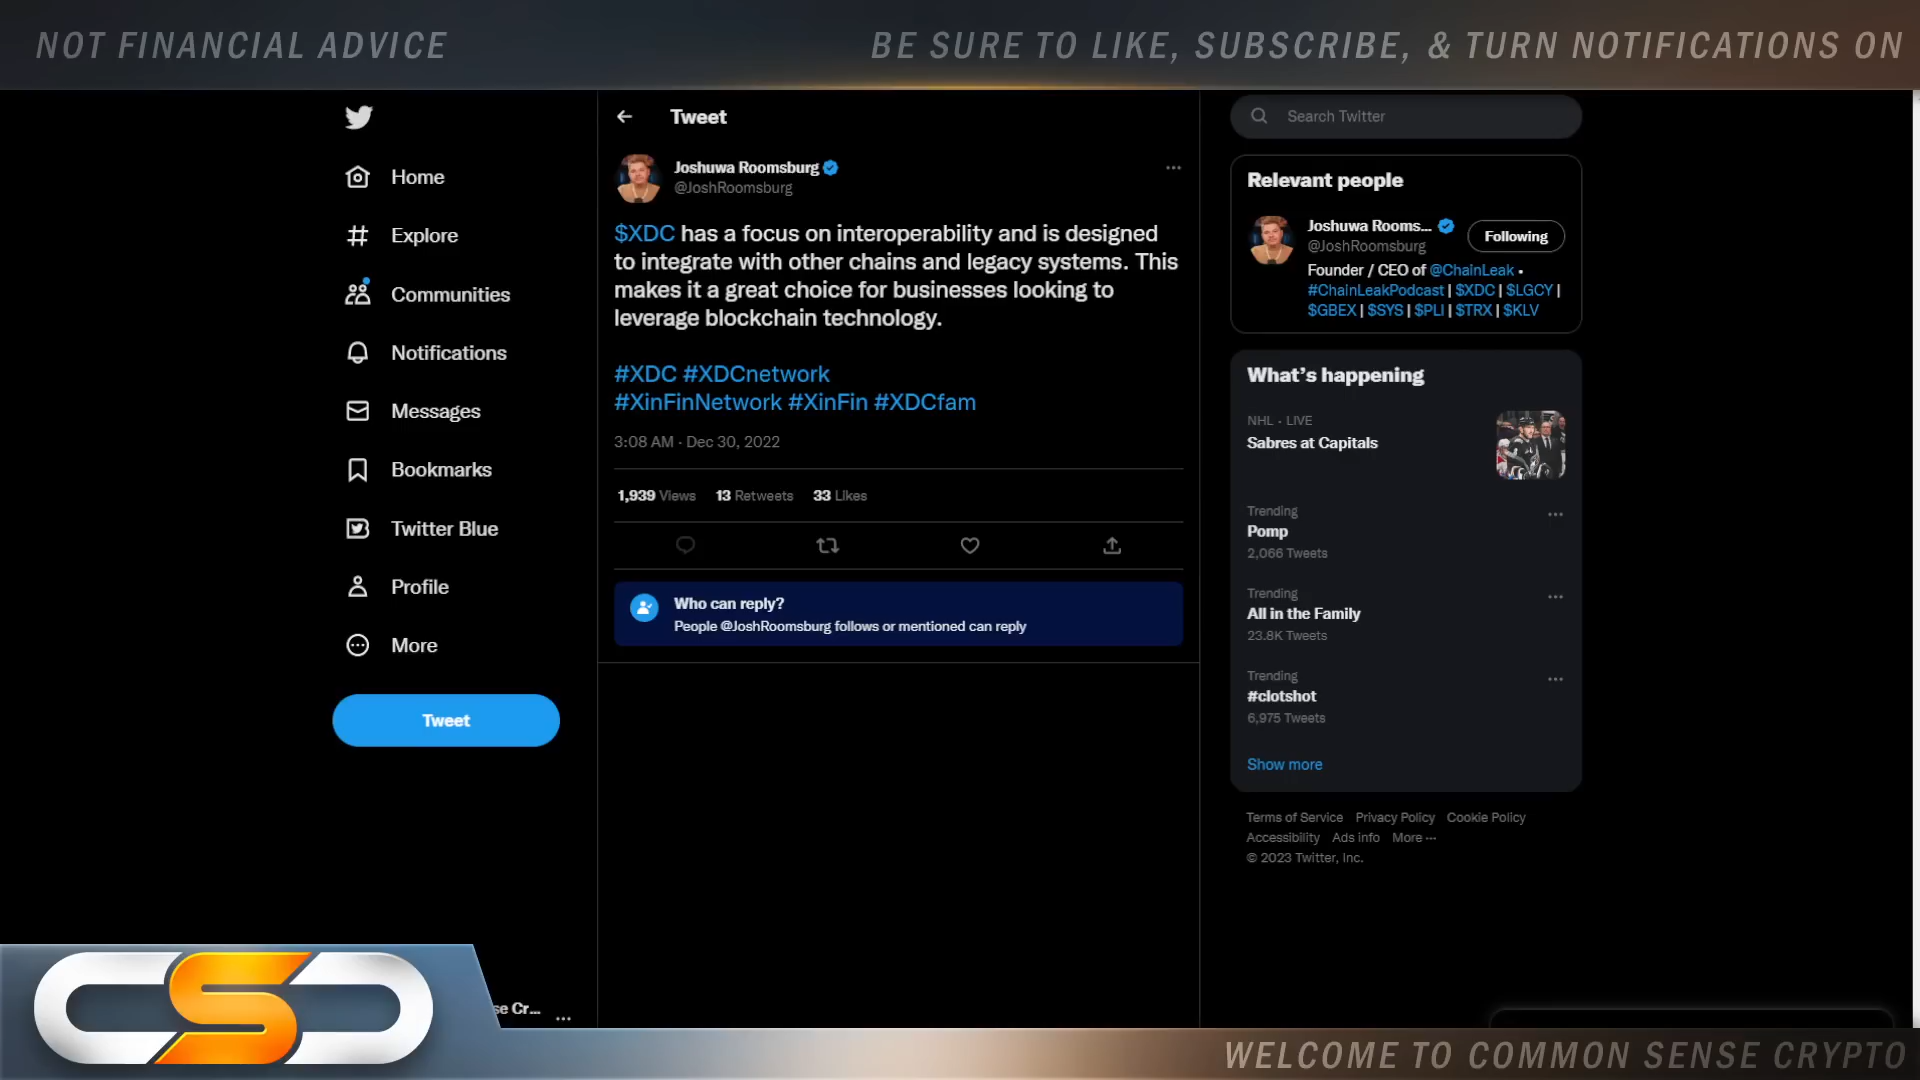 NOT FINANCIAL ADVICE
BE SURE TO LIKE, SUBSCRIBE, & TURN NOTIFICATIONS ON
Home
Explore
Communities
Notifications
Messages
Bookmarks
Twitter Blue
Profile
More
Tweet
Tweet
Joshuwa Roomsburg
@JoshRoomsburg
$XDC has a focus on interoperability and is designed
to integrate with other chains and legacy systems. This
makes it a great choice for businesses looking to
leverage blockchain technology.
#XDC #XDCnetwork
#XinFinNetwork #XinFin #XDCfam
3:08 AM · Dec 30, 2022
1,939 Views 13 Retweets 33 Likes
Who can reply?
People @JoshRoomsburg follows or mentioned can reply
Search Twitter
Relevant people
Joshuwa Rooms...
@JoshRoomsburg
Following
Founder / CEO of @ChainLeak •
#ChainLeakPodcast | $XDC | $LGCY |
$GBEX | $SYS | $PLI | $TRX | $KLV
What's happening
NHL · LIVE
Sabres at Capitals
Trending
Pomp
2,066 Tweets
Trending
All in the Family
23.8K Tweets
Trending
#clotshot
6,975 Tweets
Show more
Terms of Service Privacy Policy Cookie Policy
Accessibility Ads info More ...
© 2023 Twitter, Inc.
CSC
se Cr... ...
WELCOME TO COMMON SENSE CRYPTO